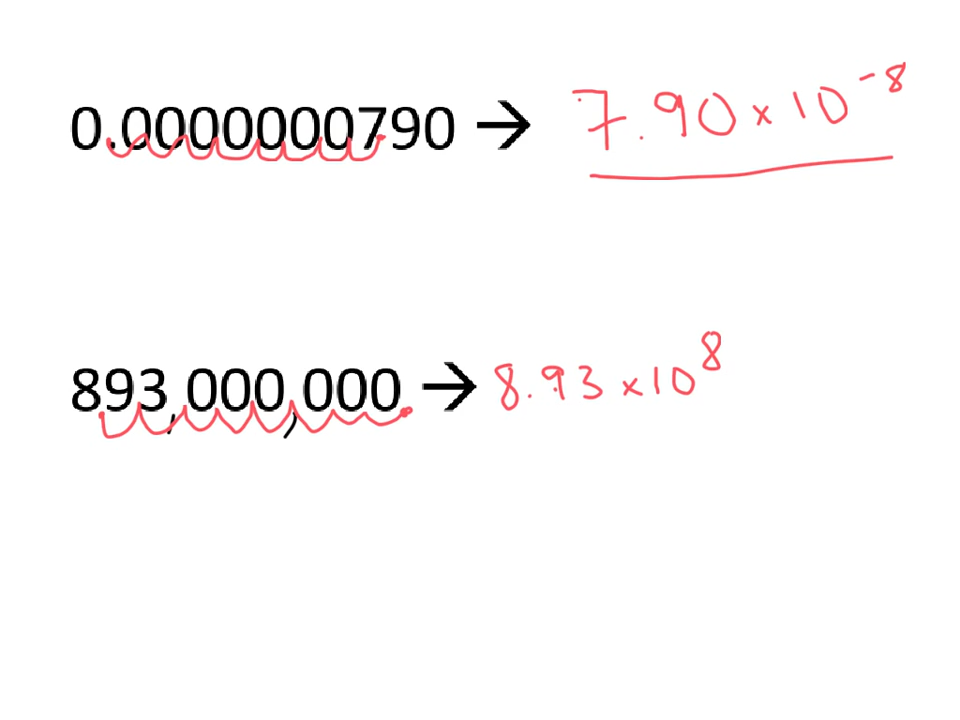 0.0000000790 → 7.90 x 10⁻⁸
893,000,000 → 8.93 x 10⁸